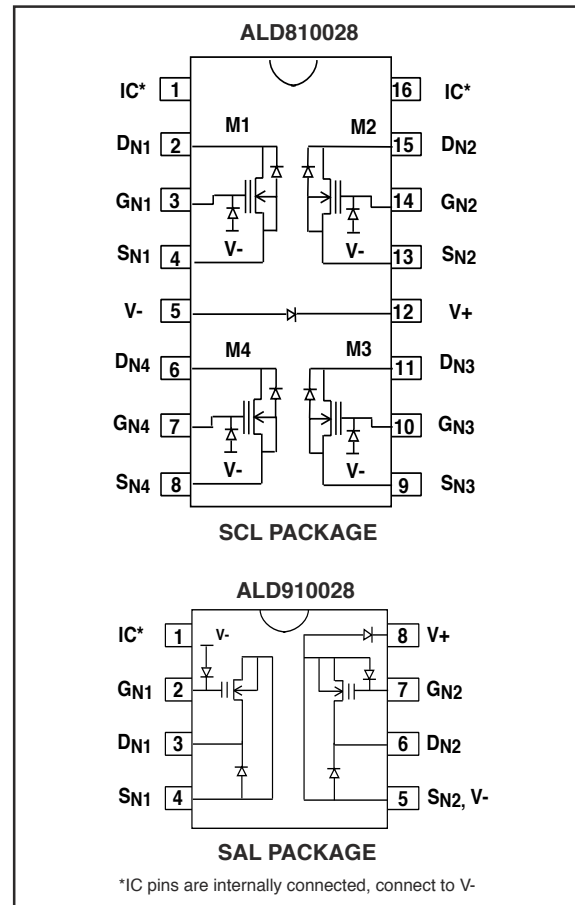 ALD810028
IC* 1 16 IC*
M1 M2
DN1 2 15 DN2
GN1 3 14 GN2
V- V-
SN1 4 13 SN2
V- 5 12 V+
M4 M3
DN4 6 11 DN3
GN4 7 10 GN3
V- V-
SN4 8 9 SN3
SCL PACKAGE
ALD910028
IC* 1 V- 8 V+
GN1 2 7 GN2
DN1 3 6 DN2
SN1 4 5 SN2, V-
SAL PACKAGE
*IC pins are internally connected, connect to V-